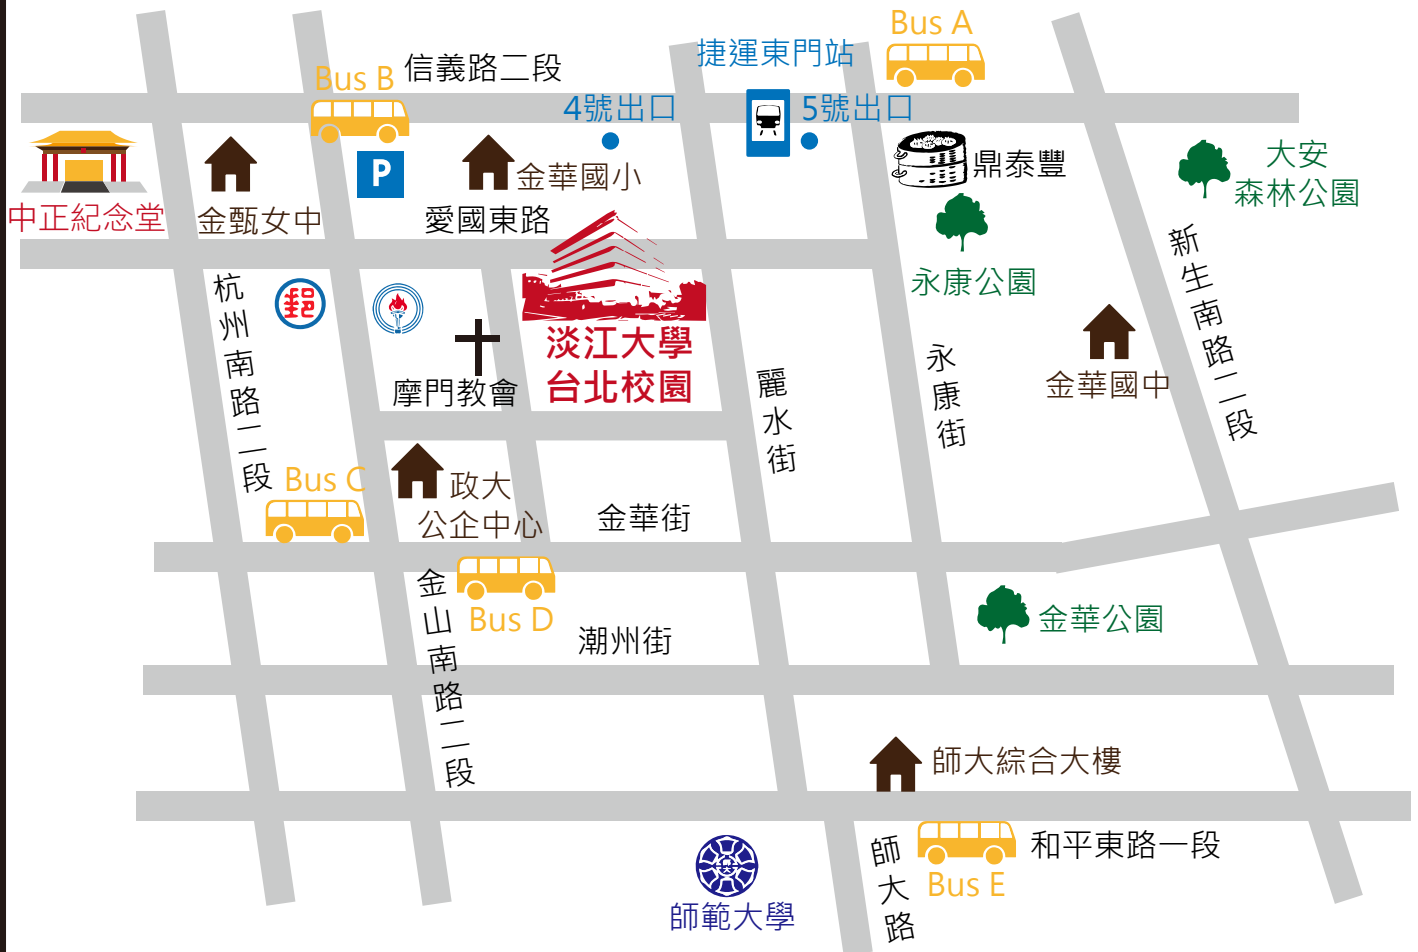 Bus A
捷運東門站
信義路二段
Bus B
4號出口
5號出口
P
鼎泰豐
大安
森林公園
金華國小
中正紀念堂
金甌女中
愛國東路
永康公園
新生南路二段
杭州南路二段
郵
淡江大學
台北校園
摩門教會
麗水街
永康街
金華國中
Bus C
政大
公企中心
金華街
金山南路二段
Bus D
潮州街
金華公園
師大綜合大樓
師大路
和平東路一段
Bus E
師範大學